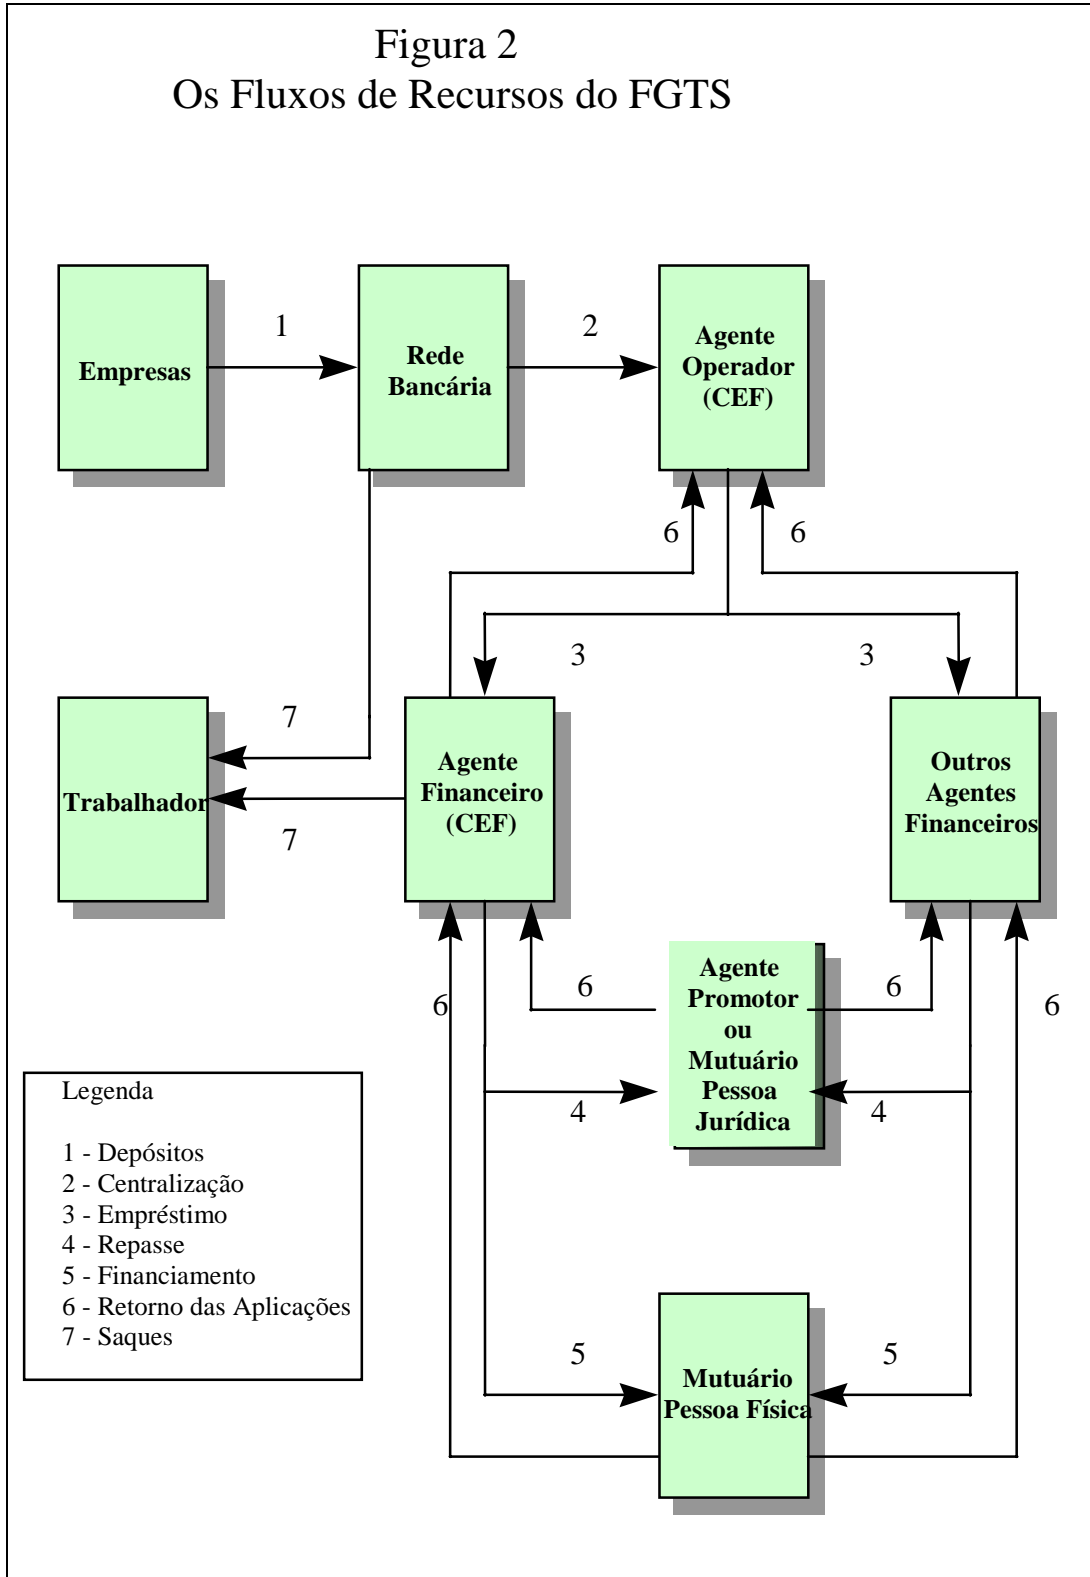 Figura 2
Os Fluxos de Recursos do FGTS
1
2
Empresas
Rede
Bancária
Agente
Operador
(CEF)
6
6
3
3
7
Trabalhador
7
Agente
Financeiro
(CEF)
Outros
Agentes
Financeiros
6
6
Agente
Promotor
ou
Mutuário
Pessoa
Jurídica
6
6
4
4
Legenda
1 - Depósitos
2 - Centralização
3 - Empréstimo
4 - Repasse
5 - Financiamento
6 - Retorno das Aplicações
7 - Saques
5
5
Mutuário
Pessoa Física